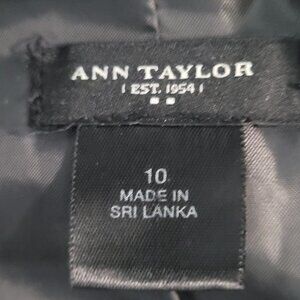 ANN TAYLOR
EST. 1954
10
MADE IN
SRI LANKA